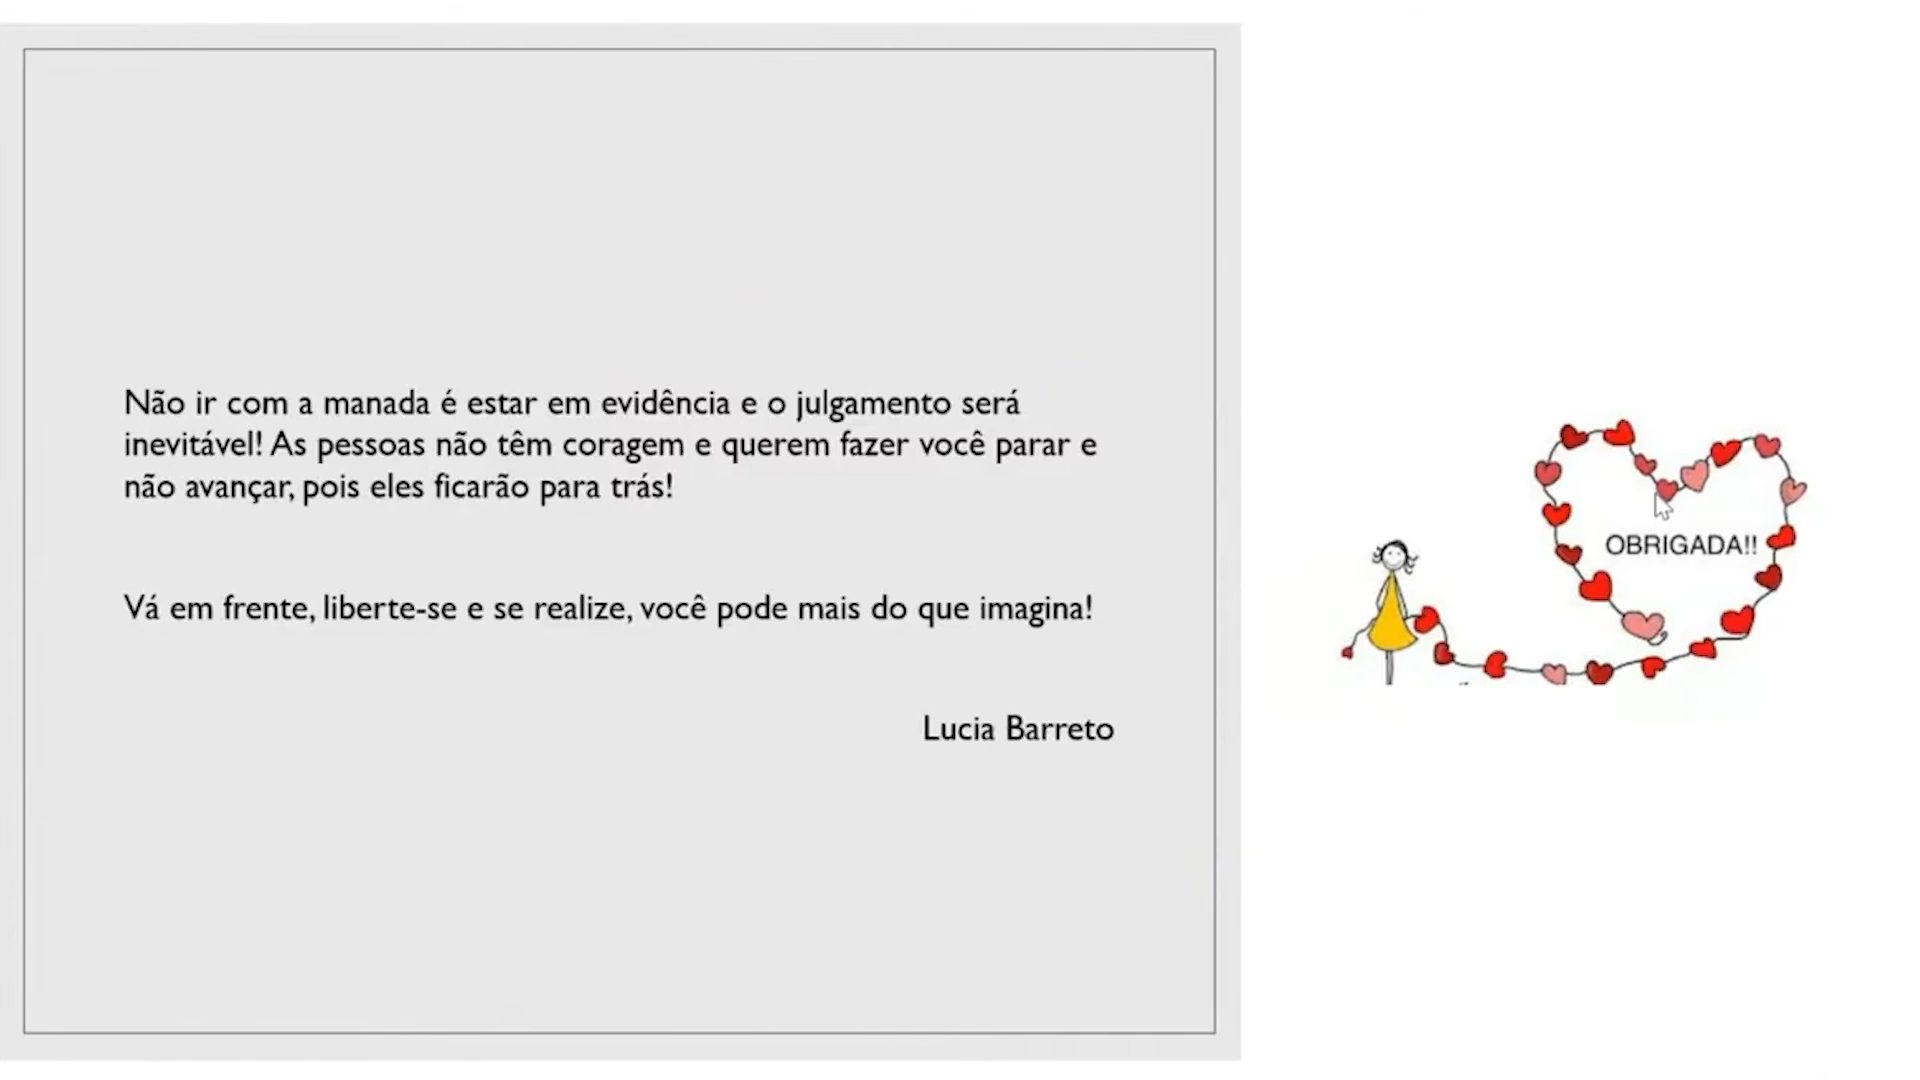 Não ir com a manada é estar em evidência e o julgamento será
inevitável! As pessoas não têm coragem e querem fazer você parar e
não avançar, pois eles ficarão para trás!
Vá em frente, liberte-se e se realize, você pode mais do que imagina!
Lucia Barreto
OBRIGADA!!